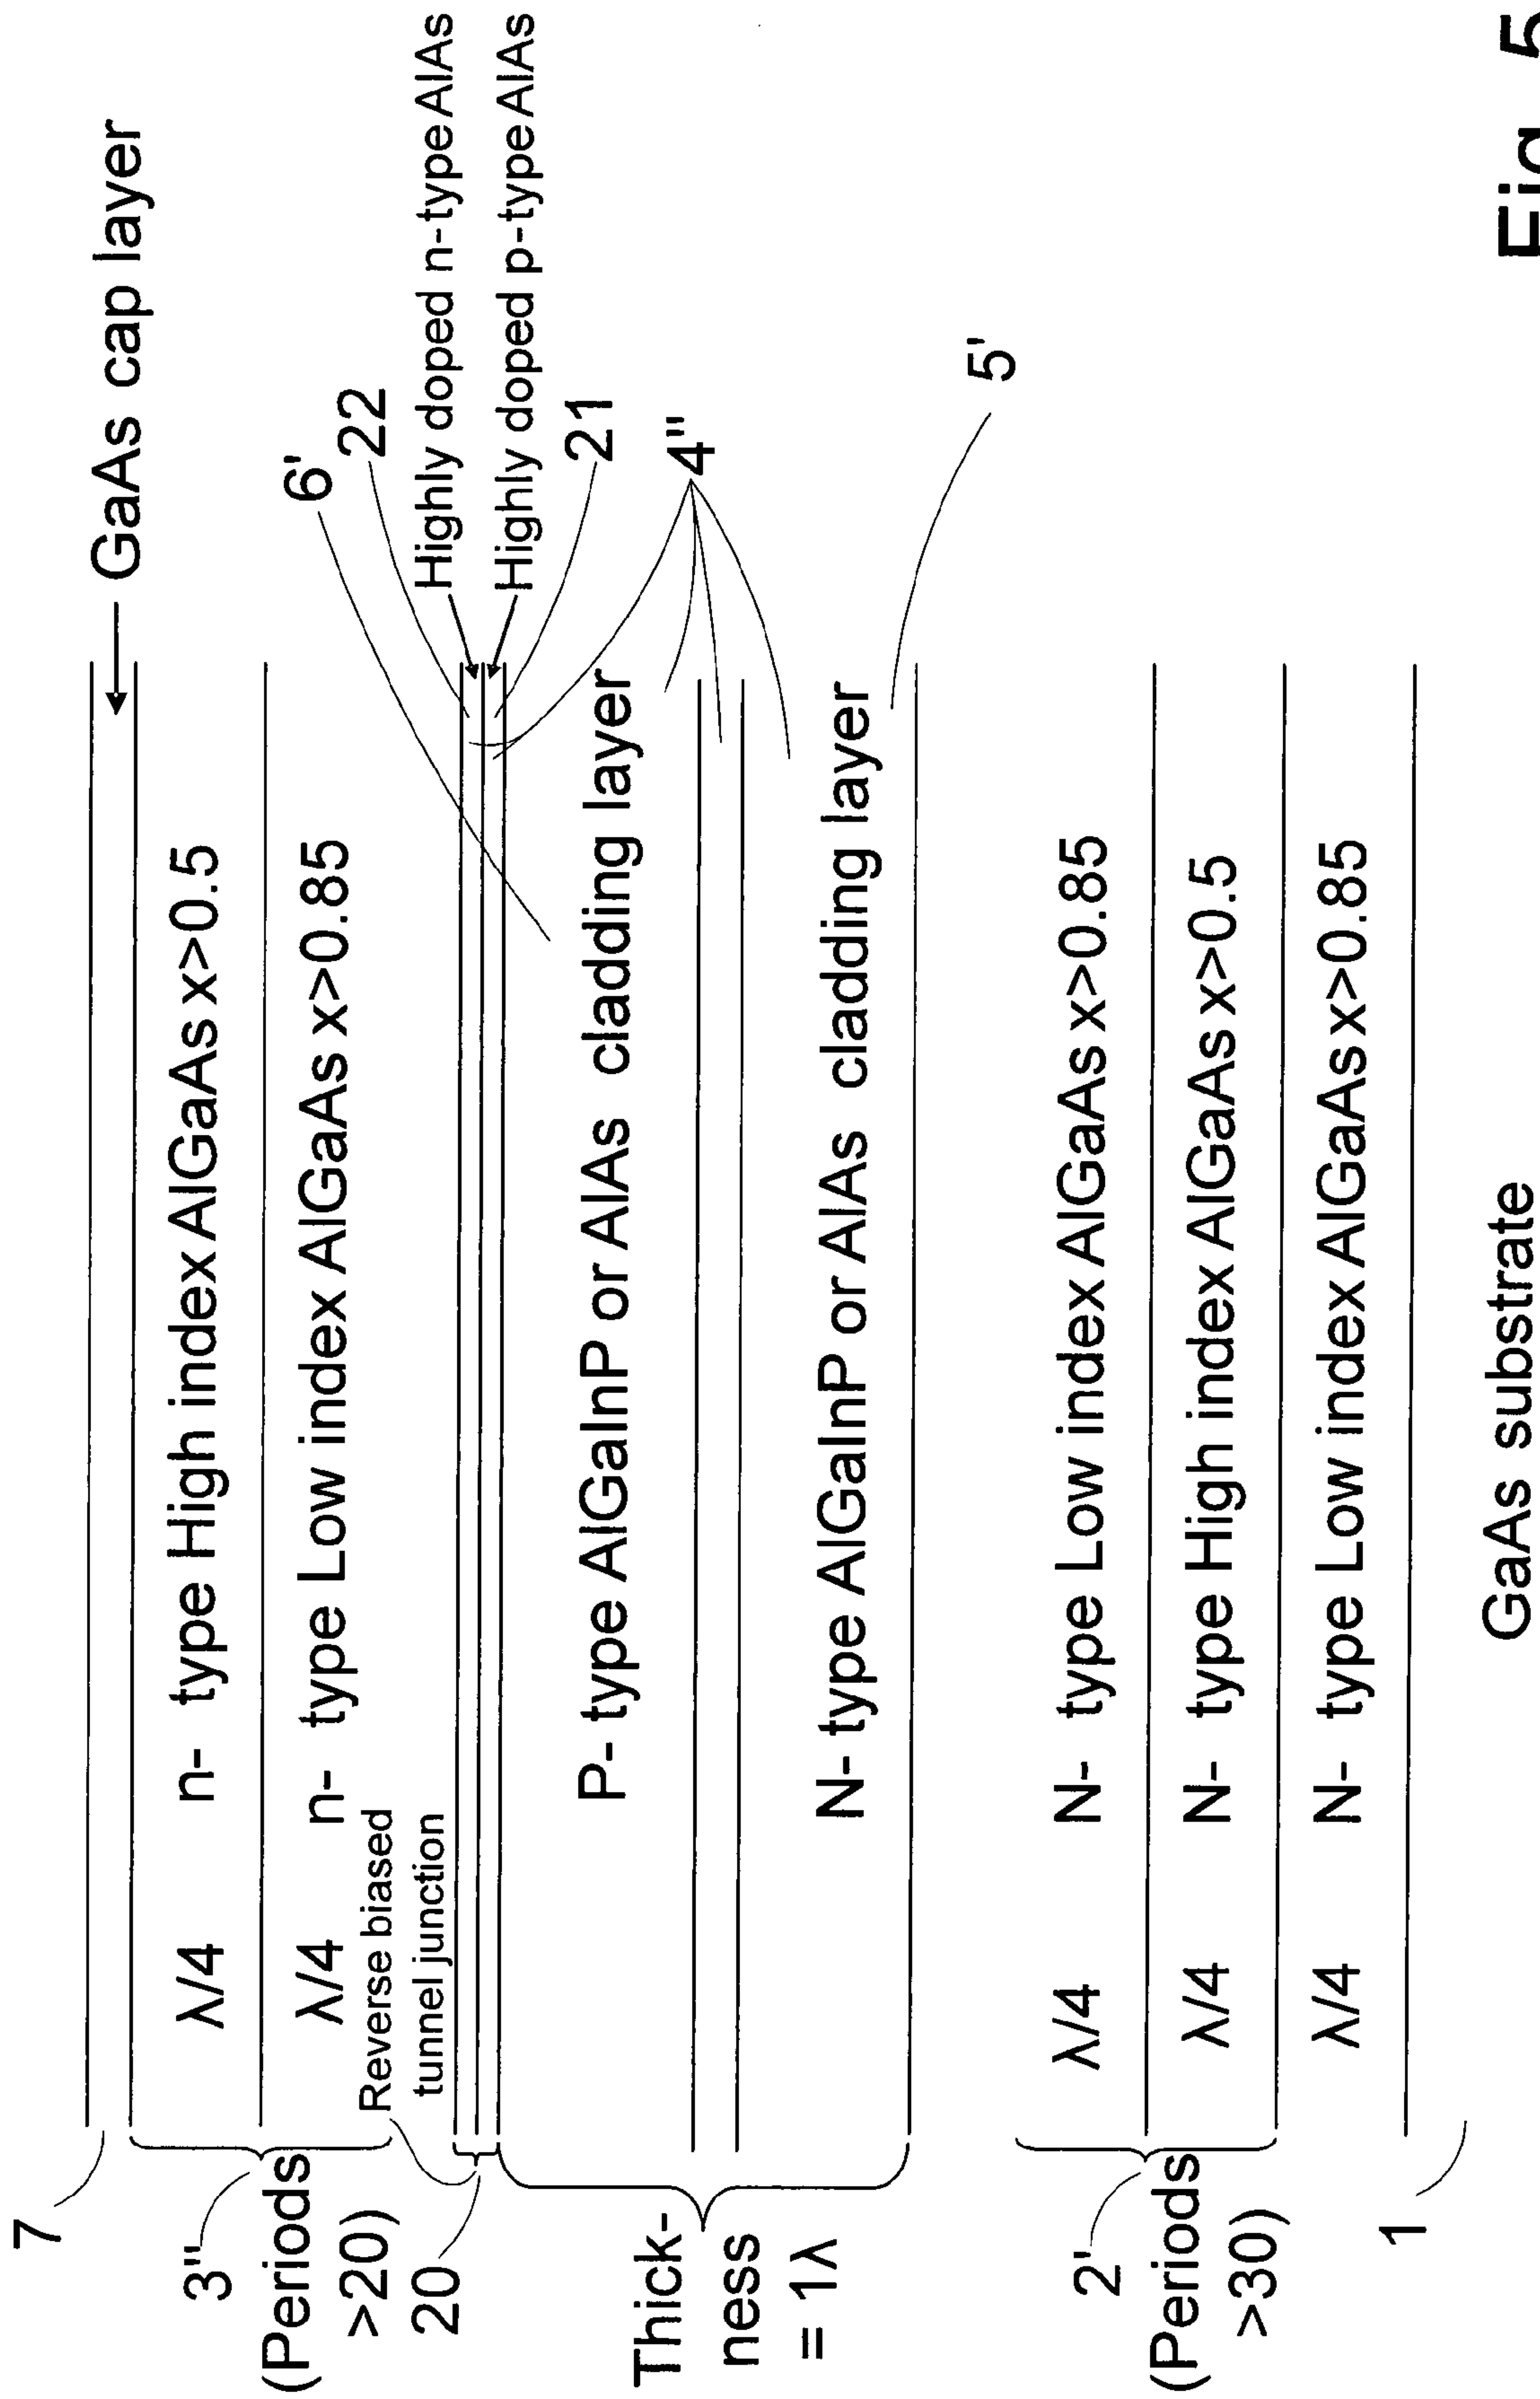 7
GaAs cap layer
3"
(Periods
>20)
λ/4 n- type High index AlGaAs x>0.5
λ/4 n- type Low index AlGaAs x>0.85
6'
22
20
Reverse biased
tunnel junction
Highly doped n-type AlAs
Highly doped p-type AlAs
21
4"
Thick-
ness
= 1λ
P- type AlGaInP or AlAs cladding layer
N- type AlGaInP or AlAs cladding layer
5'
2'
(Periods
>30)
λ/4 N- type Low index AlGaAs x>0.85
λ/4 N- type High index AlGaAs x>0.5
λ/4 N- type Low index AlGaAs x>0.85
1
GaAs substrate
Fig. 5